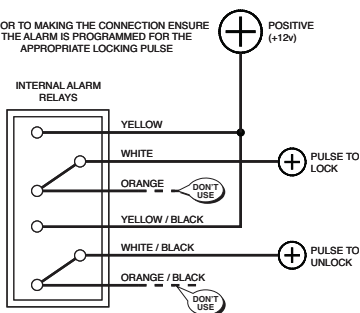 OR TO MAKING THE CONNECTION ENSURE
THE ALARM IS PROGRAMMED FOR THE
APPROPRIATE LOCKING PULSE
POSITIVE
(+12v)
INTERNAL ALARM
RELAYS
YELLOW
WHITE
PULSE TO
LOCK
ORANGE
DON'T
USE
YELLOW / BLACK
WHITE / BLACK
PULSE TO
UNLOCK
ORANGE / BLACK
DON'T
USE